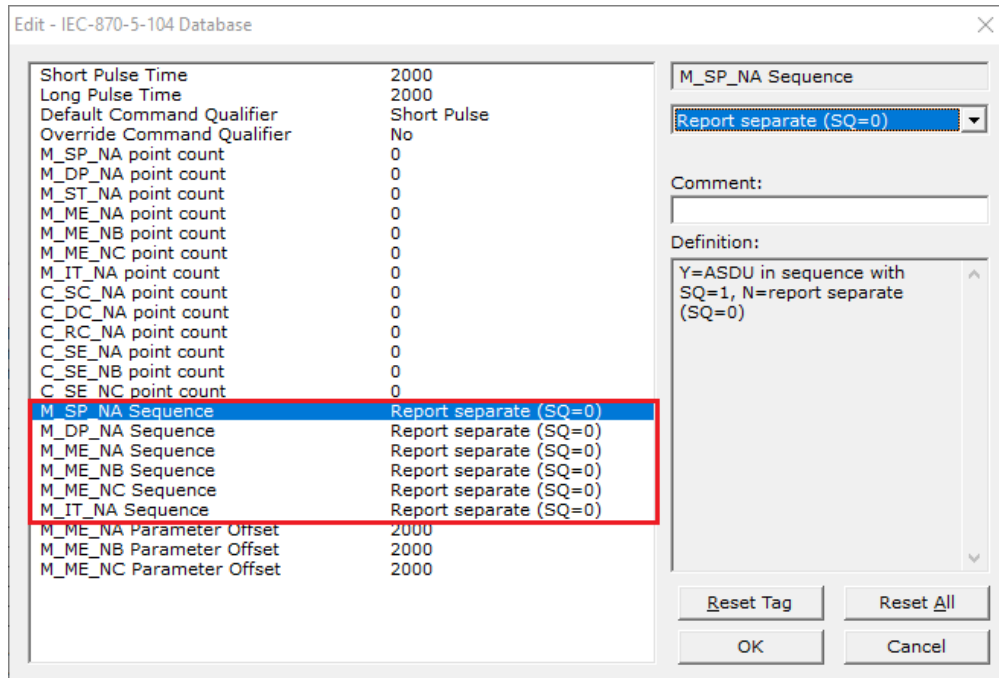 Edit - IEC-870-5-104 Database
Short Pulse Time 2000
Long Pulse Time 2000
Default Command Qualifier Short Pulse
Override Command Qualifier No
M_SP_NA point count 0
M_DP_NA point count 0
M_ST_NA point count 0
M_ME_NA point count 0
M_ME_NB point count 0
M_ME_NC point count 0
M_IT_NA point count 0
C_SC_NA point count 0
C_DC_NA point count 0
C_RC_NA point count 0
C_SE_NA point count 0
C_SE_NB point count 0
C_SE_NC point count 0
M_SP_NA Sequence Report separate (SQ=0)
M_DP_NA Sequence Report separate (SQ=0)
M_ME_NA Sequence Report separate (SQ=0)
M_ME_NB Sequence Report separate (SQ=0)
M_ME_NC Sequence Report separate (SQ=0)
M_IT_NA Sequence Report separate (SQ=0)
M_ME_NA Parameter Offset 2000
M_ME_NB Parameter Offset 2000
M_ME_NC Parameter Offset 2000
M_SP_NA Sequence
Report separate (SQ=0)
Comment:
Definition:
Y=ASDU in sequence with
SQ=1, N=report separate
(SQ=0)
Reset Tag Reset All
OK Cancel